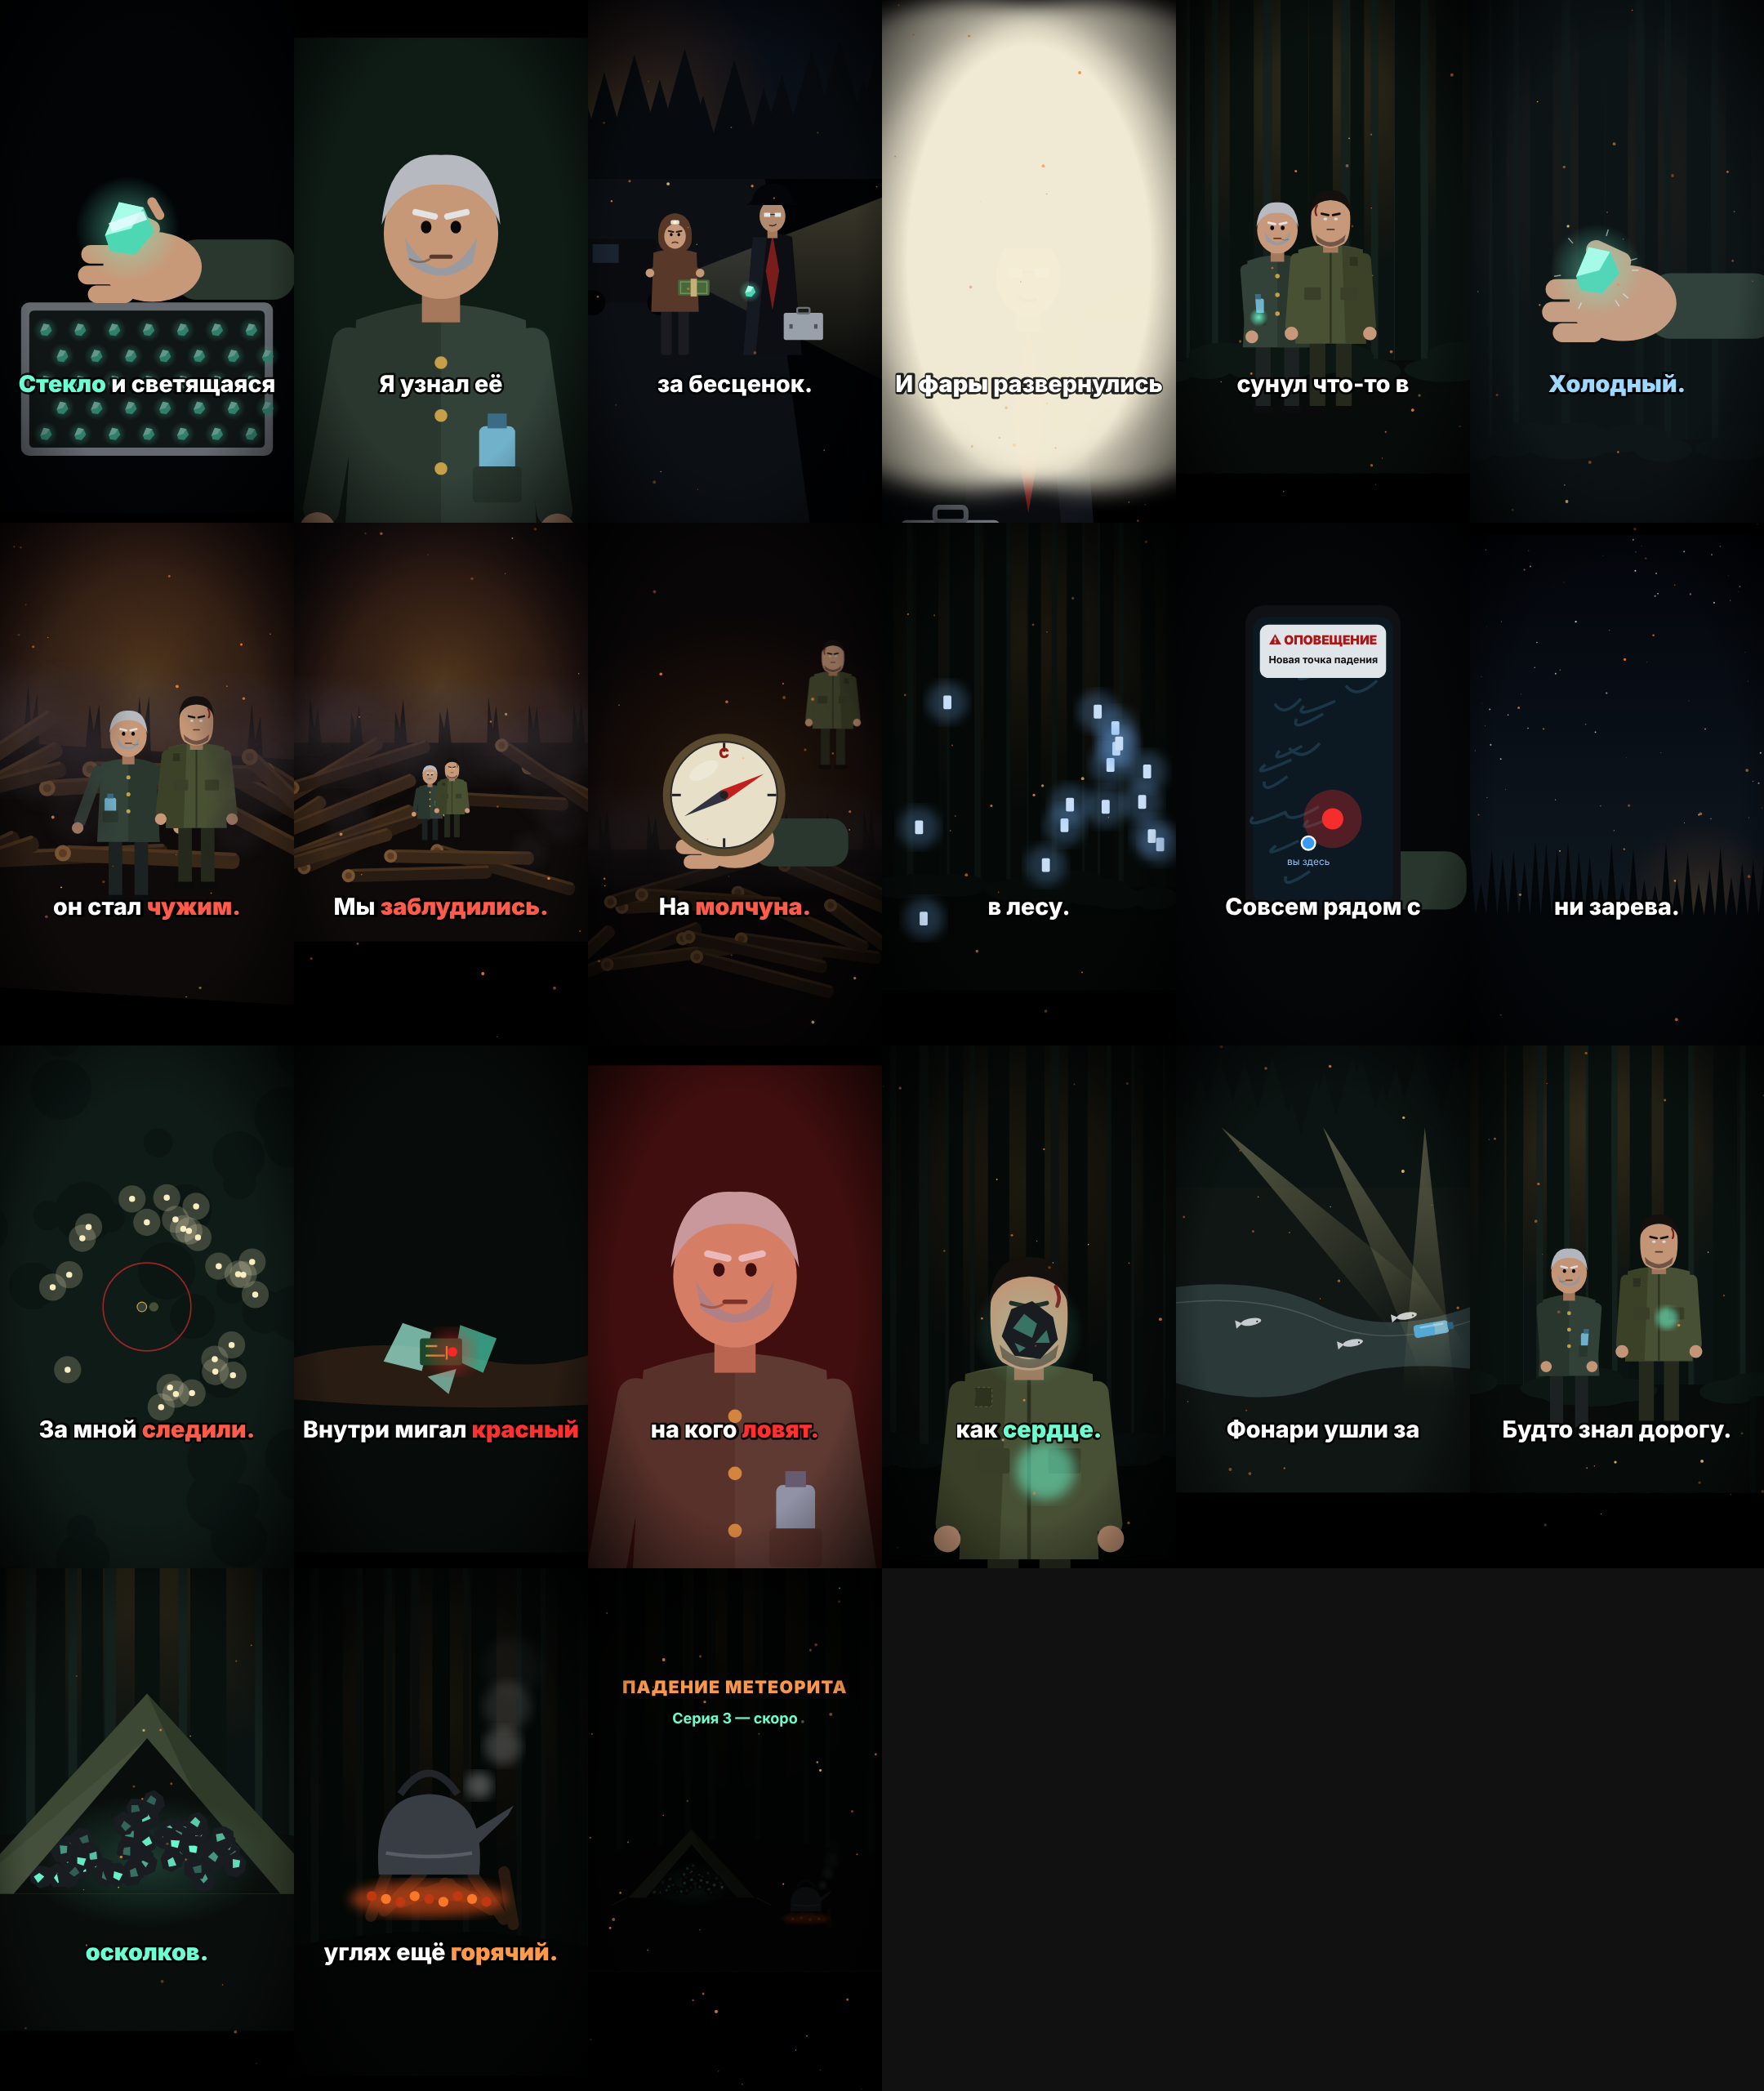 Стекло и светящаяся
Я узнал её
за бесценок.
И фары развернулись
сунул что-то в
Холодный.
он стал чужим.
Мы заблудились.
С
На молчуна.
в лесу.
⚠ ОПОВЕЩЕНИЕ
Новая точка падения
вы здесь
Совсем рядом с
ни зарева.
За мной следили.
Внутри мигал красный
на кого ловят.
как сердце.
Фонари ушли за
Будто знал дорогу.
осколков.
углях ещё горячий.
ПАДЕНИЕ МЕТЕОРИТА
Серия 3 — скоро